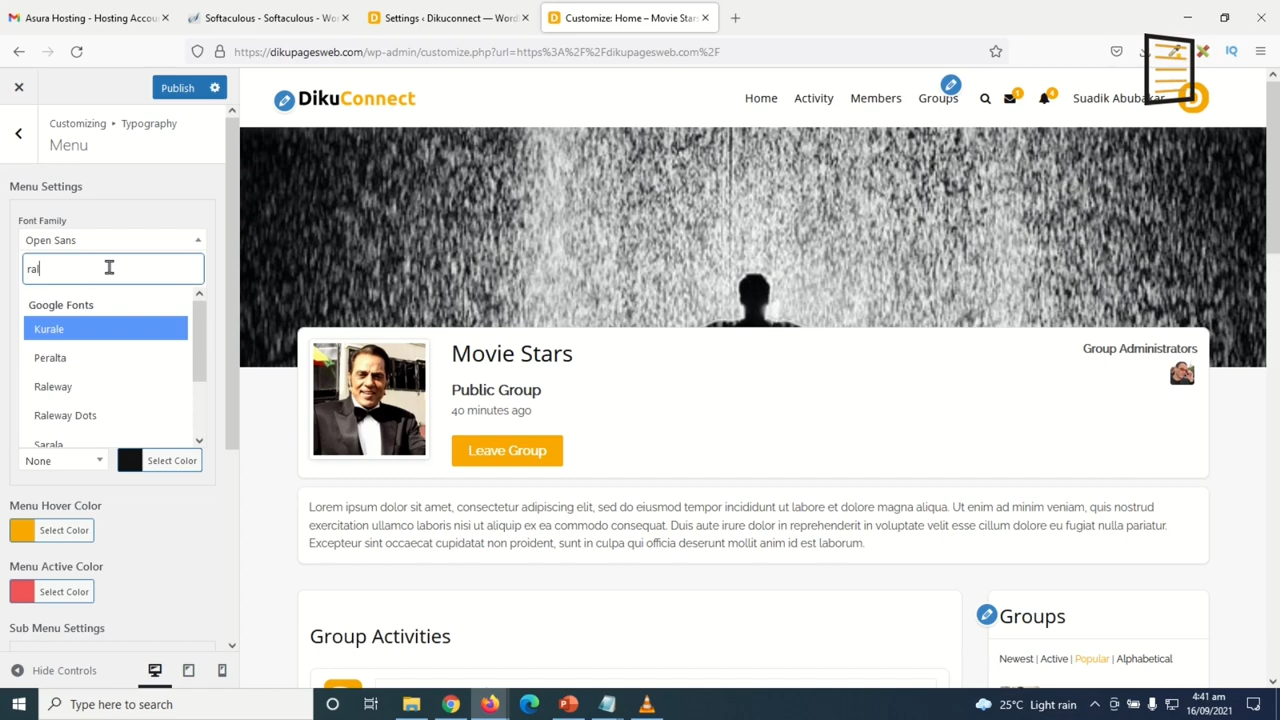 Asura Hosting - Hosting Accou
Softaculous - Softaculous - Wor
Settings ‹ Dikuconnect — Word
Customize: Home – Movie Stars
https://dikupagesweb.com/wp-admin/customize.php?url=https%3A%2F%2Fdikupagesweb.com%2F
IQ
Publish
Customizing ▸ Typography
Menu
Menu Settings
Font Family
Open Sans
ral
Google Fonts
Kurale
Peralta
Raleway
Raleway Dots
Sarala
None
Select Color
Menu Hover Color
Select Color
Menu Active Color
Select Color
Sub Menu Settings
Hide Controls
DikuConnect
Home
Activity
Members
Groups
1
4
Suadik Abubakar
D
Movie Stars
Public Group
40 minutes ago
Leave Group
Group Administrators
Lorem ipsum dolor sit amet, consectetur adipiscing elit, sed do eiusmod tempor incididunt ut labore et dolore magna aliqua. Ut enim ad minim veniam, quis nostrud
exercitation ullamco laboris nisi ut aliquip ex ea commodo consequat. Duis aute irure dolor in reprehenderit in voluptate velit esse cillum dolore eu fugiat nulla pariatur.
Excepteur sint occaecat cupidatat non proident, sunt in culpa qui officia deserunt mollit anim id est laborum.
Group Activities
Groups
Newest | Active | Popular | Alphabetical
Type here to search
25°C Light rain
4:41 am
16/09/2021